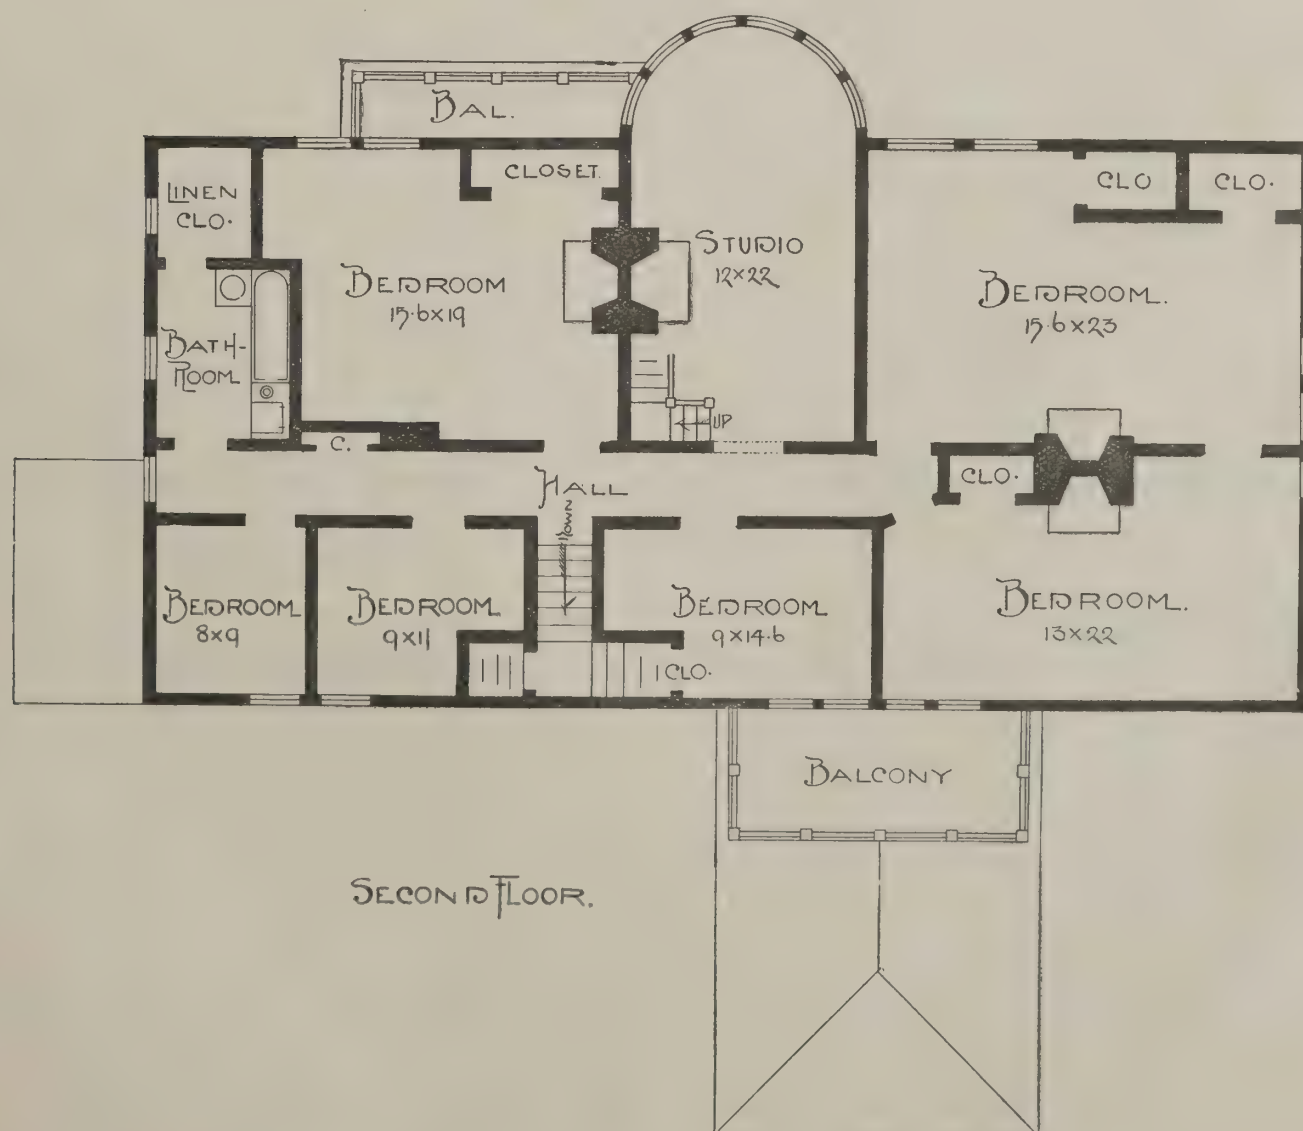 BAL.
CLOSET.
LINEN
CLO.
CLO
CLO.
STUDIO
12×22
BEDROOM
15.6×19
BEDROOM.
15.6×23
BATH-
ROOM
UP
C.
HALL
DOWN
CLO.
BEDROOM
8×9
BEDROOM
9×11
BEDROOM
9×14.6
BEDROOM.
13×22
CLO.
BALCONY
SECOND FLOOR.